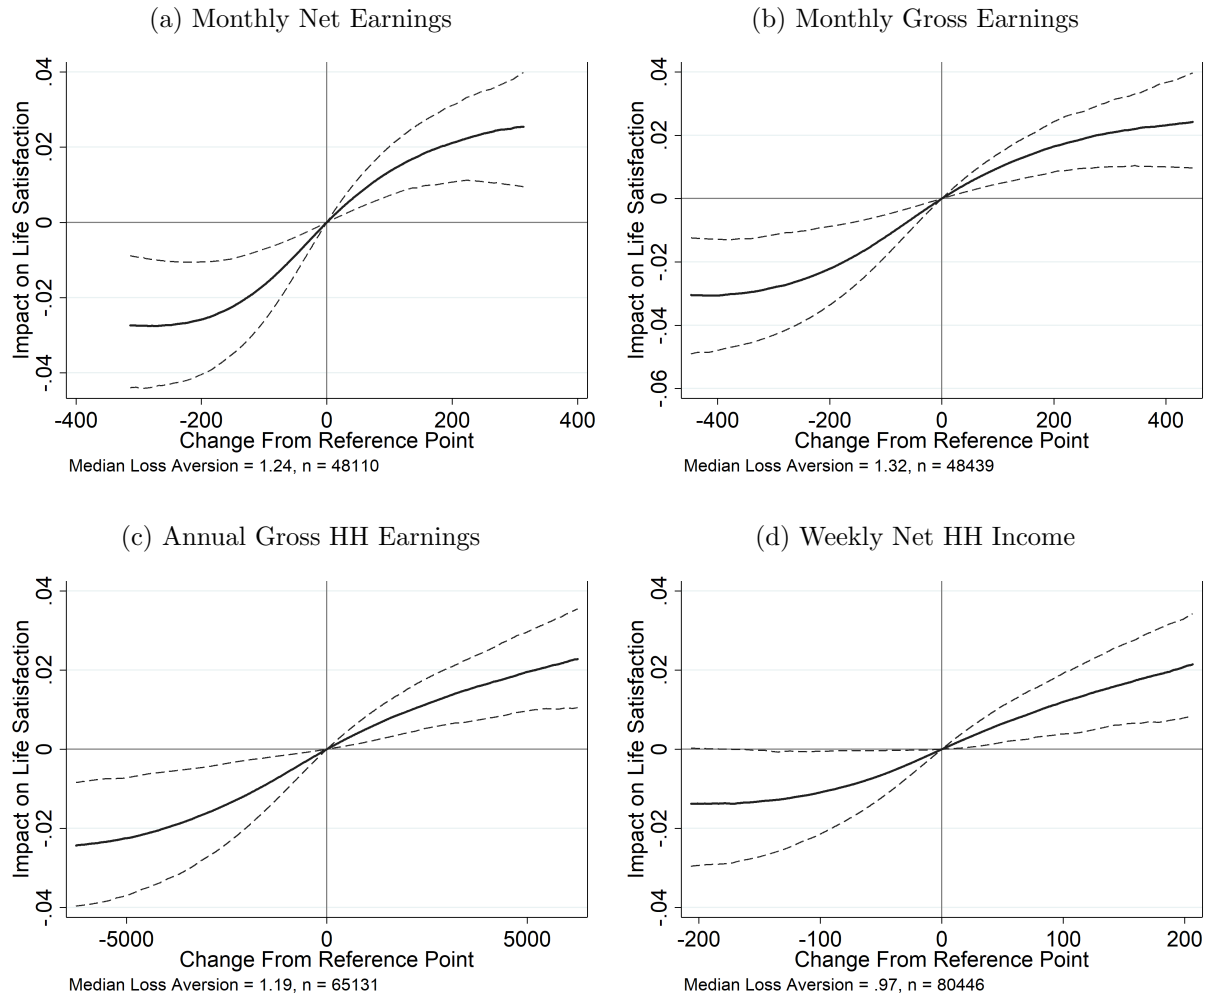 (a) Monthly Net Earnings
Impact on Life Satisfaction
.04
.02
0
-.02
-.04
-400 -200 0 200 400
Change From Reference Point
Median Loss Aversion = 1.24, n = 48110
(b) Monthly Gross Earnings
Impact on Life Satisfaction
.04
.02
0
-.02
-.04
-.06
-400 -200 0 200 400
Change From Reference Point
Median Loss Aversion = 1.32, n = 48439
(c) Annual Gross HH Earnings
Impact on Life Satisfaction
.04
.02
0
-.02
-.04
-5000 0 5000
Change From Reference Point
Median Loss Aversion = 1.19, n = 65131
(d) Weekly Net HH Income
Impact on Life Satisfaction
.04
.02
0
-.02
-.04
-200 -100 0 100 200
Change From Reference Point
Median Loss Aversion = .97, n = 80446